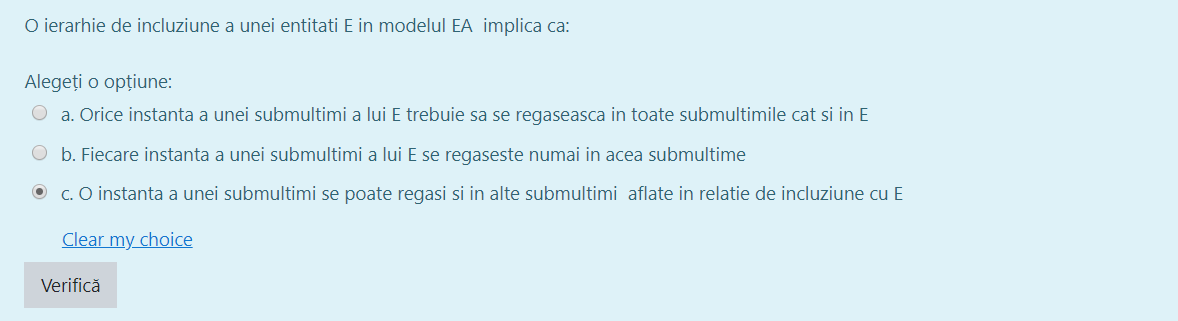 O ierarhie de incluziune a unei entitati E in modelul EA implica ca:
Alegeți o opțiune:
a. Orice instanta a unei submultimi a lui E trebuie sa se regaseasca in toate submultimile cat si in E
b. Fiecare instanta a unei submultimi a lui E se regaseste numai in acea submultime
c. O instanta a unei submultimi se poate regasi si in alte submultimi aflate in relatie de incluziune cu E
Clear my choice
Verifică